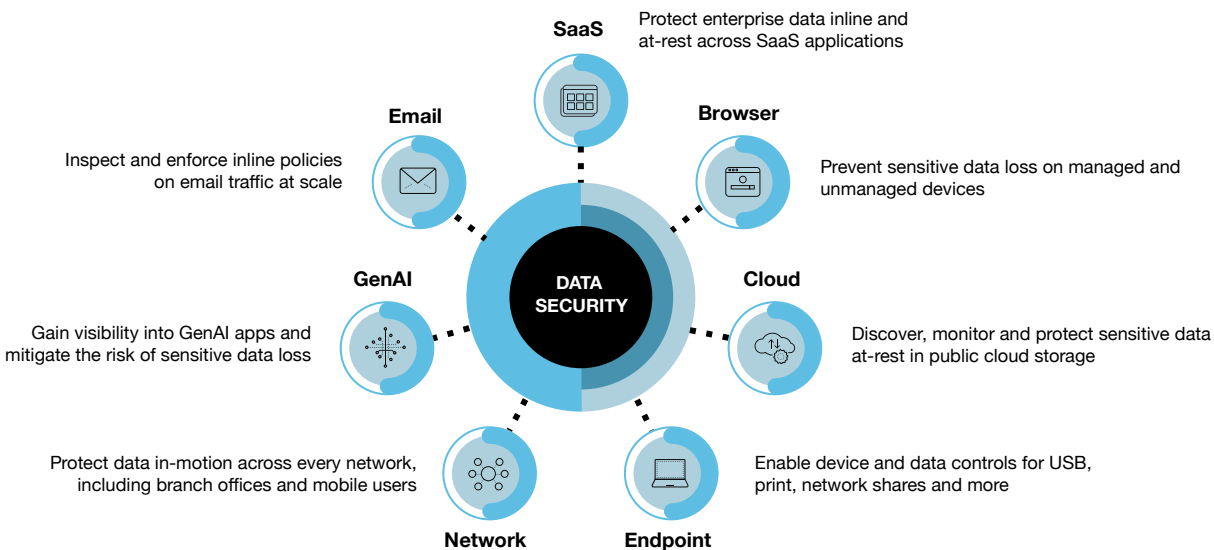 SaaS
Protect enterprise data inline and
at-rest across SaaS applications
Browser
Prevent sensitive data loss on managed and
unmanaged devices
Cloud
Discover, monitor and protect sensitive data
at-rest in public cloud storage
Endpoint
Enable device and data controls for USB,
print, network shares and more
Network
Protect data in-motion across every network,
including branch offices and mobile users
GenAI
Gain visibility into GenAI apps and
mitigate the risk of sensitive data loss
Email
Inspect and enforce inline policies
on email traffic at scale
DATA
SECURITY